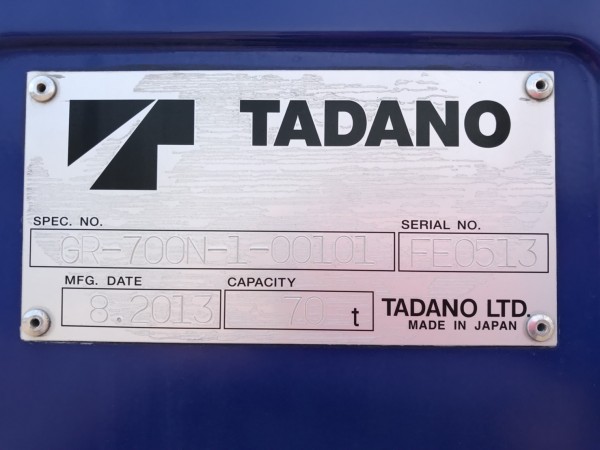 TADANO
SPEC. NO. SERIAL NO.
GR-700N-1-00101 FE0513
MFG. DATE CAPACITY
8.2013 70 t TADANO LTD.
MADE IN JAPAN